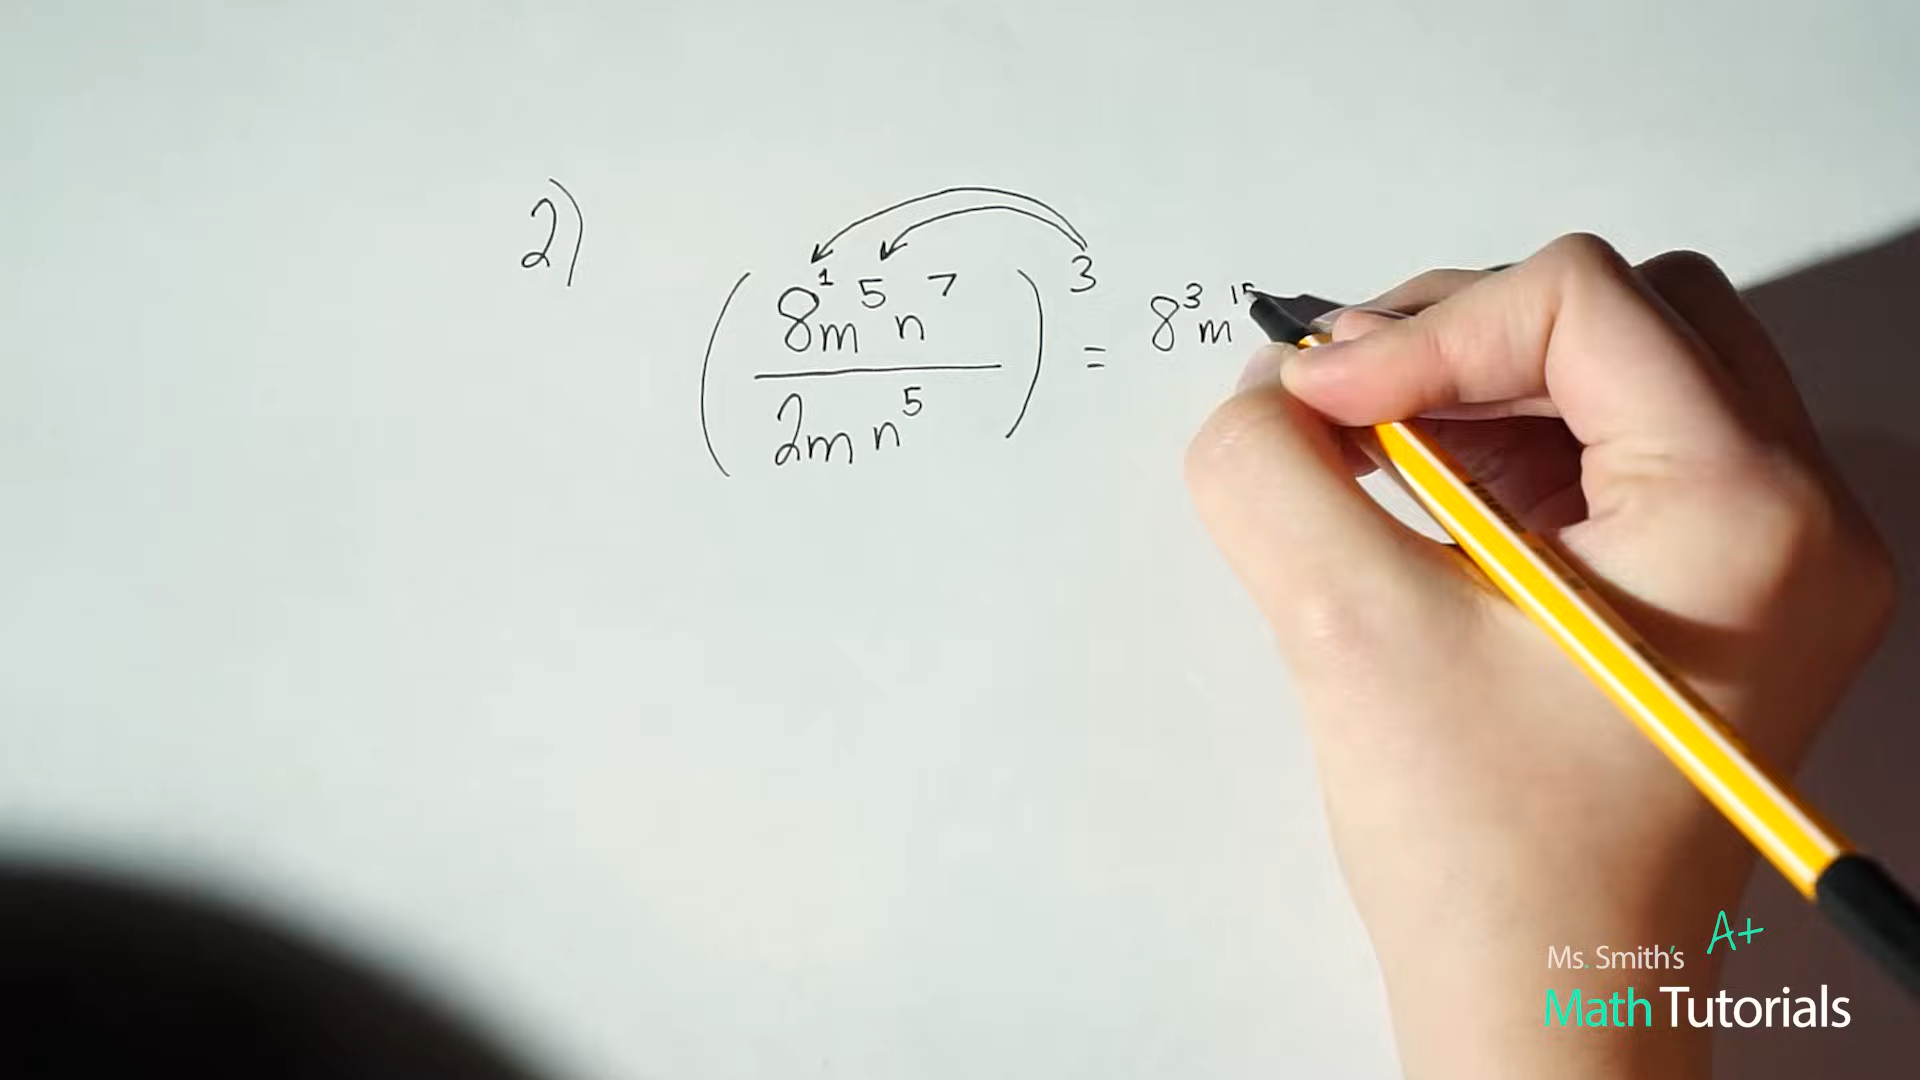 2)
(8¹m⁵n⁷ / 2mn⁵)³ = 8³m¹⁵
Ms. Smith's A+
Math Tutorials